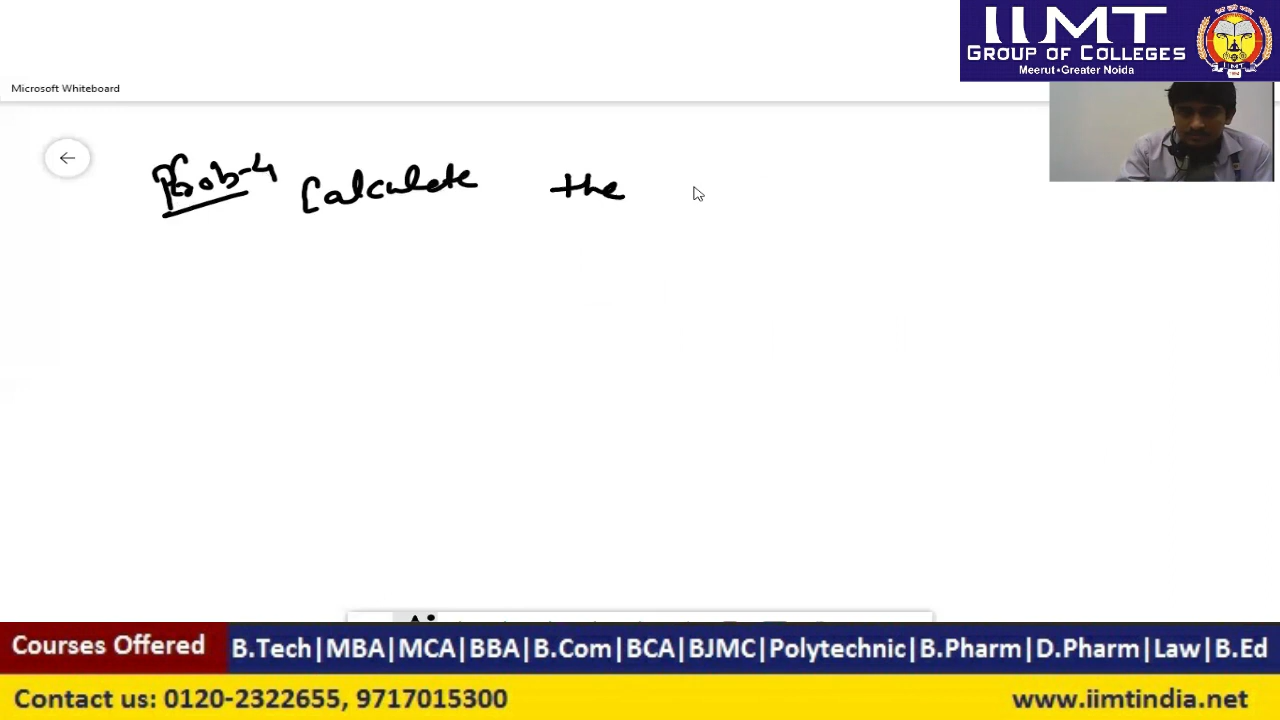 IIMT
GROUP OF COLLEGES
Meerut•Greater Noida
Microsoft Whiteboard
Prob-4 Calculate the
Courses Offered B.Tech|MBA|MCA|BBA|B.Com|BCA|BJMC|Polytechnic|B.Pharm|D.Pharm|Law|B.Ed
Contact us: 0120-2322655, 9717015300 www.iimtindia.net